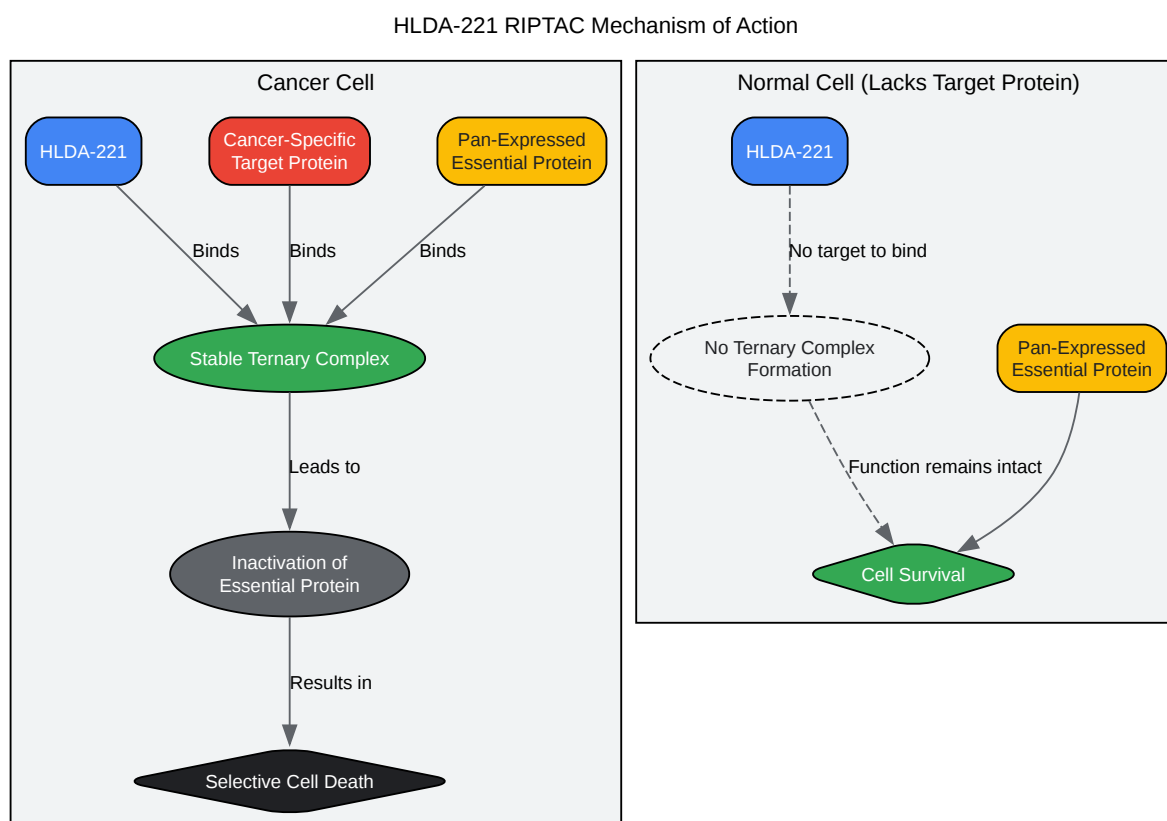 HLDA-221 RIPTAC Mechanism of Action
Cancer Cell
HLDA-221
Cancer-Specific
Target Protein
Pan-Expressed
Essential Protein
Binds
Binds
Binds
Stable Ternary Complex
Leads to
Inactivation of
Essential Protein
Results in
Selective Cell Death
Normal Cell (Lacks Target Protein)
HLDA-221
No target to bind
No Ternary Complex
Formation
Pan-Expressed
Essential Protein
Function remains intact
Cell Survival